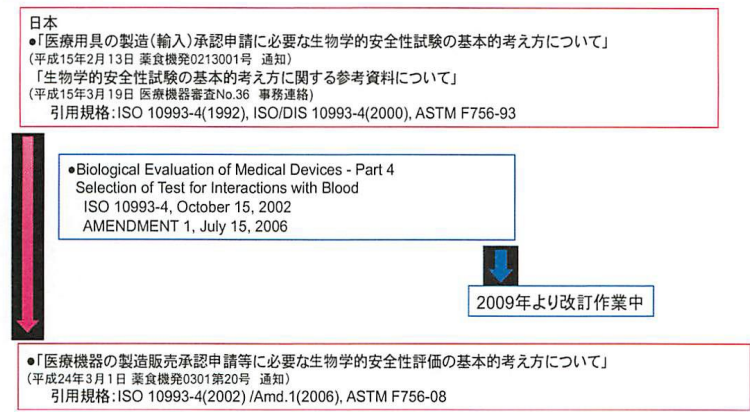 日本
●「医療用具の製造(輸入)承認申請に必要な生物学的安全性試験の基本的考え方について」
(平成15年2月13日 薬食機発0213001号 通知)
「生物学的安全性試験の基本的考え方に関する参考資料について」
(平成15年3月19日 医療機器審査No.36 事務連絡)
引用規格:ISO 10993-4(1992), ISO/DIS 10993-4(2000), ASTM F756-93
●Biological Evaluation of Medical Devices - Part 4
Selection of Test for Interactions with Blood
ISO 10993-4, October 15, 2002
AMENDMENT 1, July 15, 2006
2009年より改訂作業中
●「医療機器の製造販売承認申請等に必要な生物学的安全性評価の基本的考え方について」
(平成24年3月1日 薬食機発0301第20号 通知)
引用規格:ISO 10993-4(2002) /Amd.1(2006), ASTM F756-08